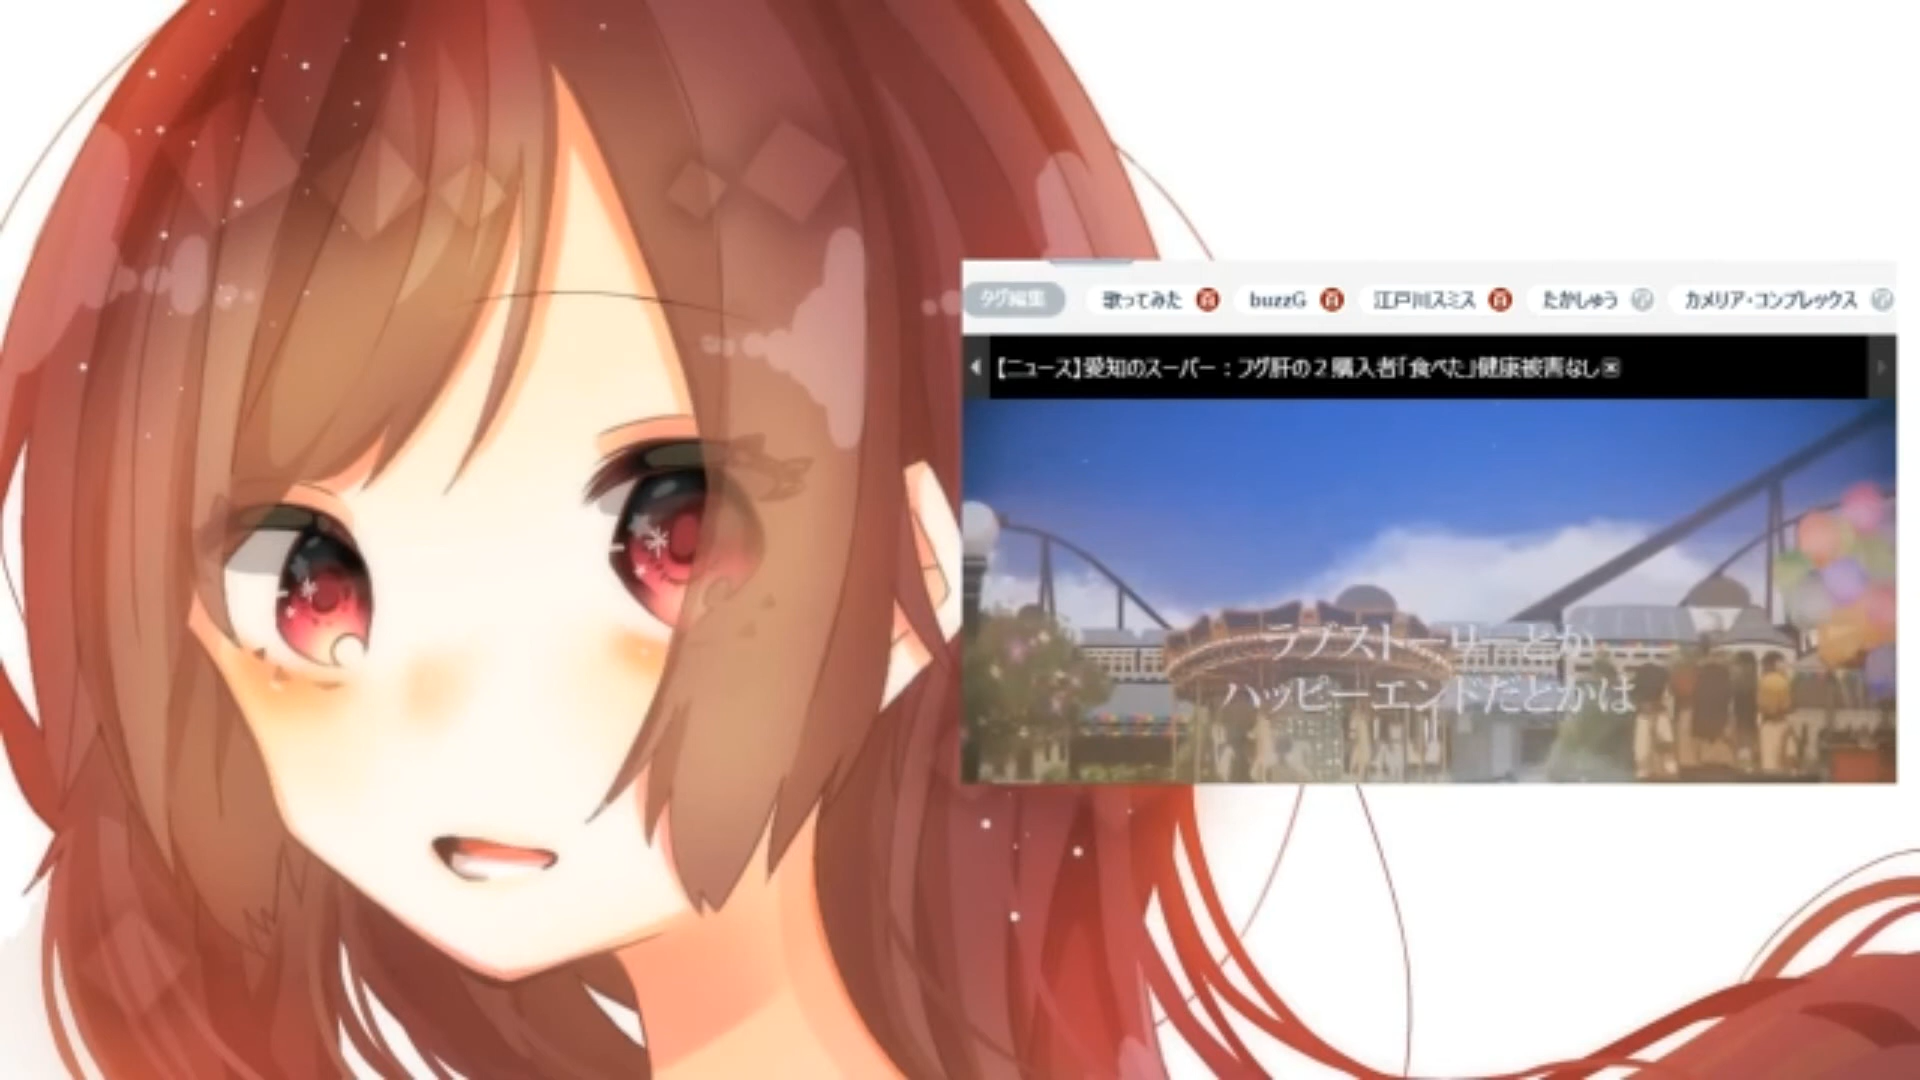 タグ編集 歌ってみた 百 buzzG 百 江戸川スミス 百 たかしゅう カメリア・コンプレックス
【ニュース】愛知のスーパー：フグ肝の２購入者「食べた」健康被害なし
ラブストーリーとか
ハッピーエンドだとかは